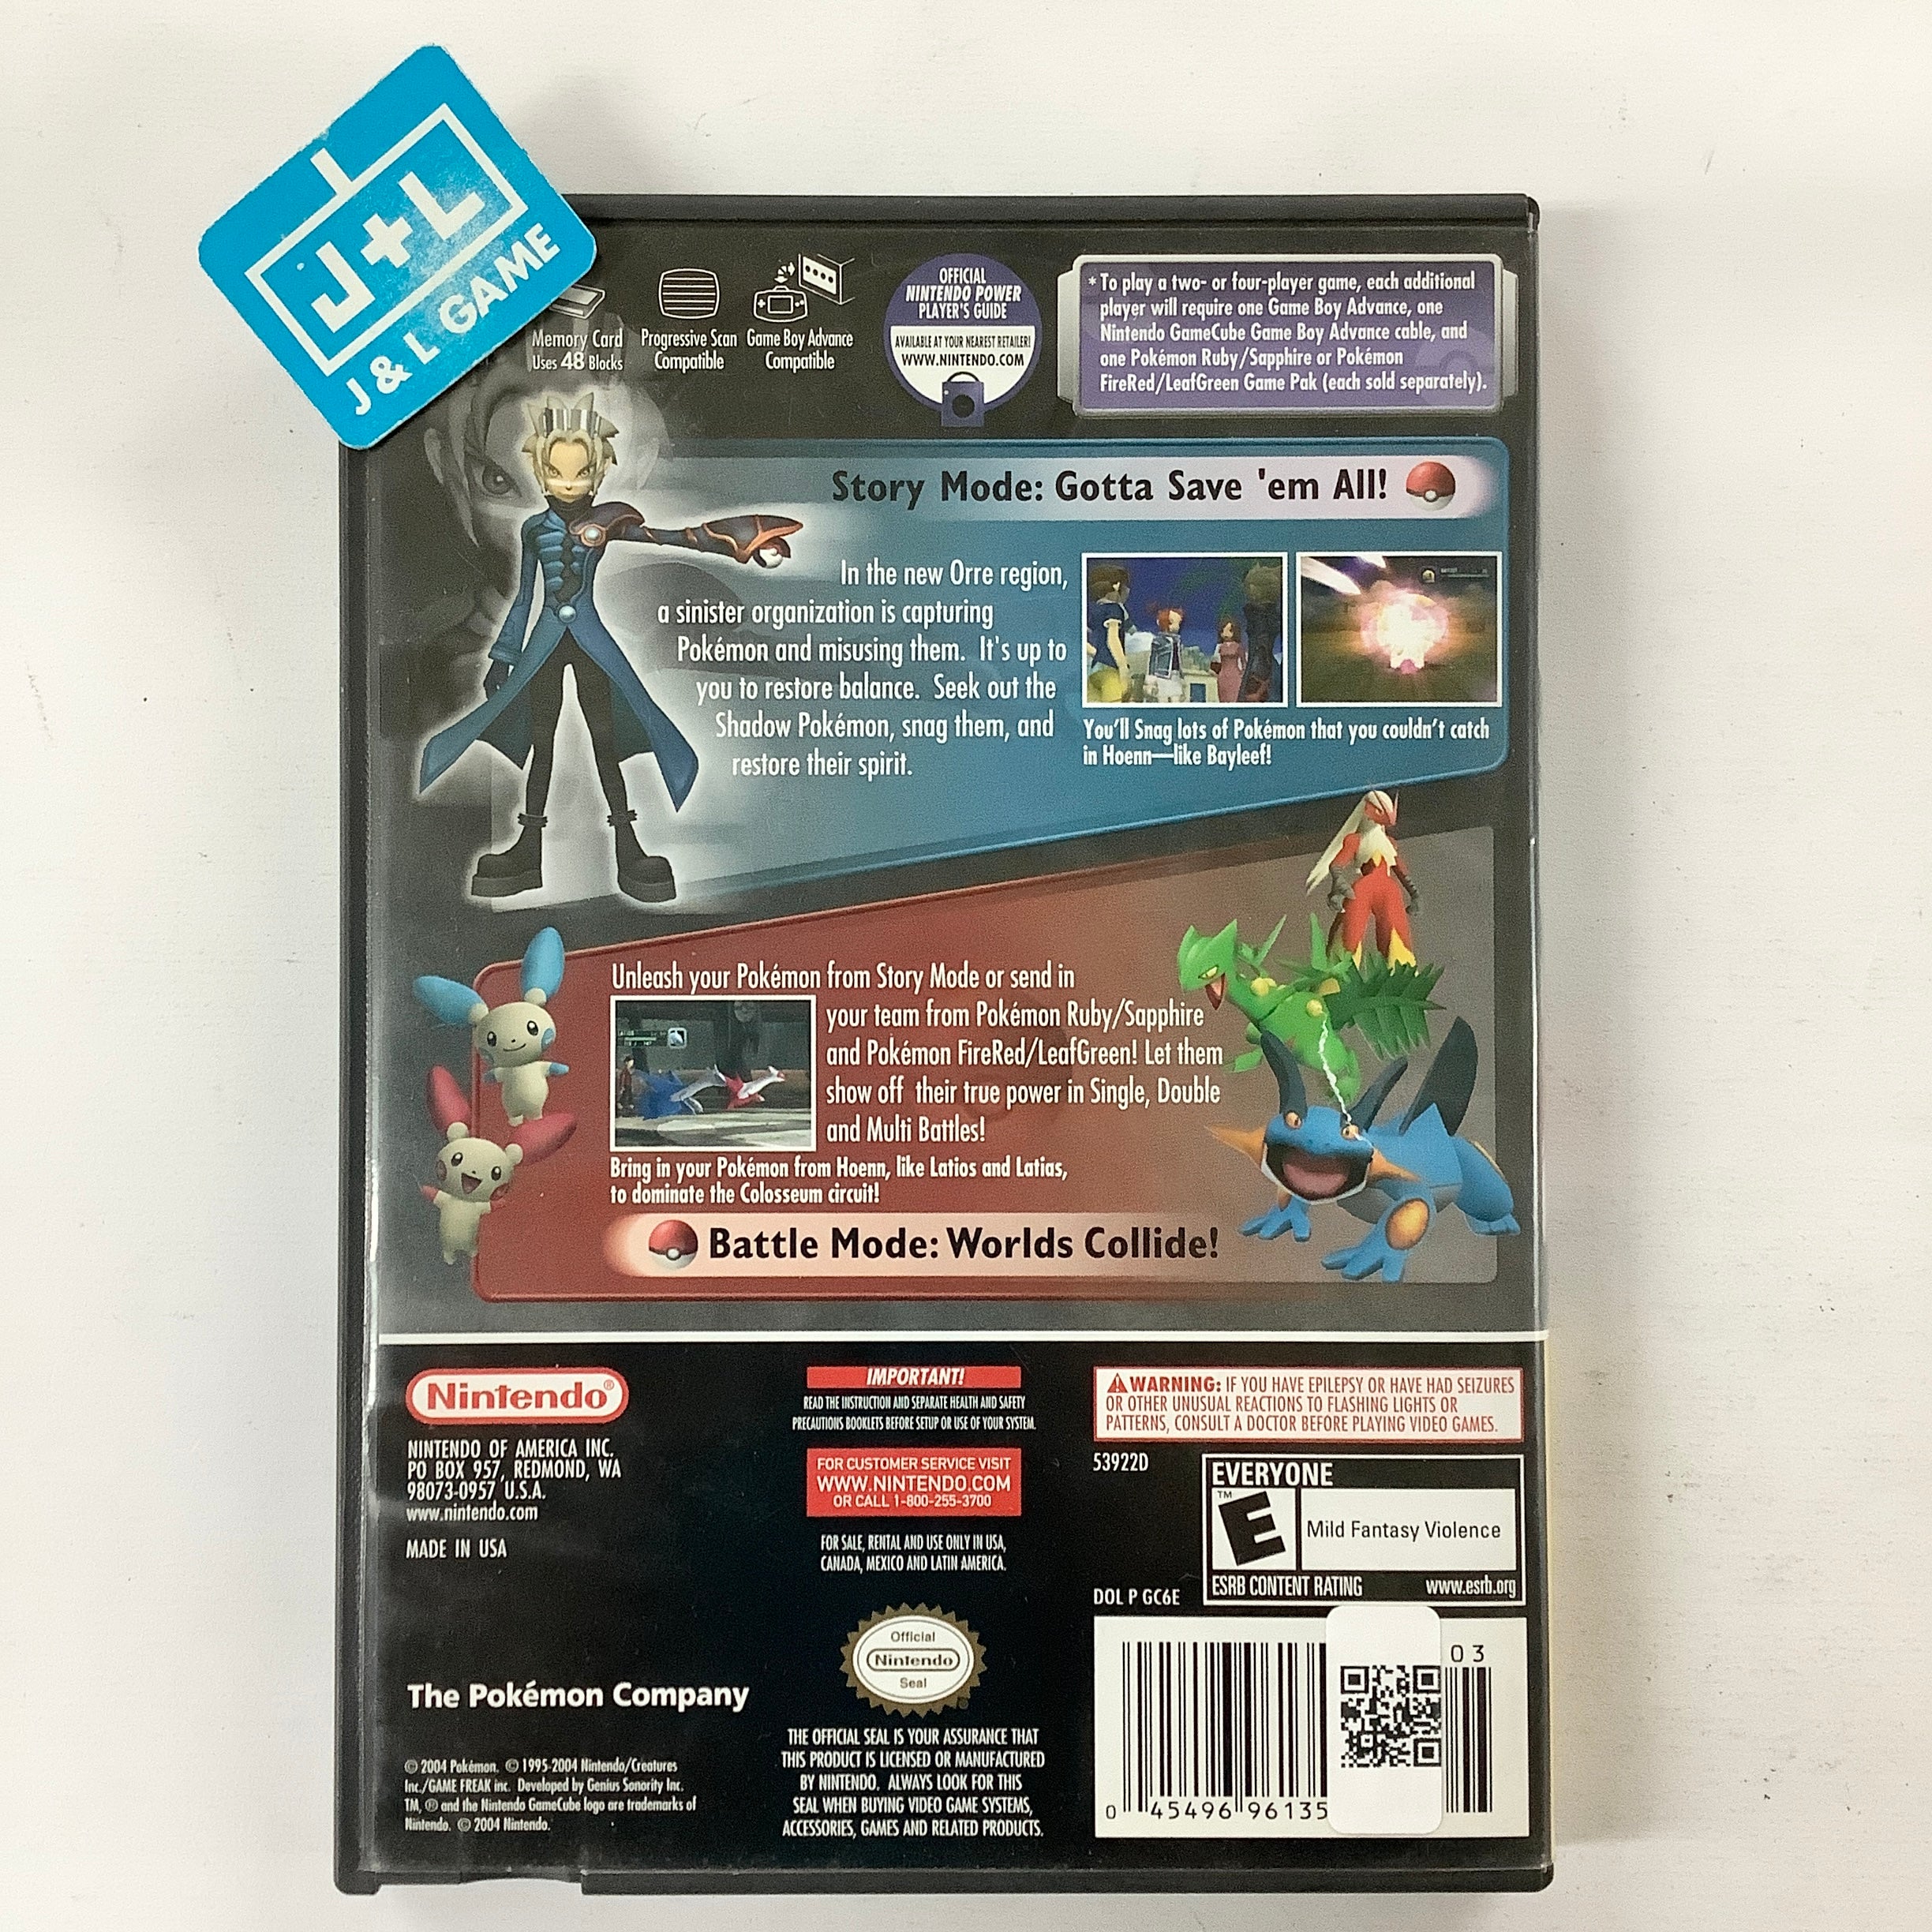 J+L
J & L GAME
Memory Card
Uses 48 Blocks
Progressive Scan
Compatible
Game Boy Advance
Compatible
OFFICIAL
NINTENDO POWER
PLAYER'S GUIDE
AVAILABLE AT YOUR NEAREST RETAILER!
WWW.NINTENDO.COM
* To play a two- or four-player game, each additional
player will require one Game Boy Advance, one
Nintendo GameCube Game Boy Advance cable, and
one Pokémon Ruby/Sapphire or Pokémon
FireRed/LeafGreen Game Pak (each sold separately).
Story Mode: Gotta Save 'em All!
In the new Orre region,
a sinister organization is capturing
Pokémon and misusing them. It's up to
you to restore balance. Seek out the
Shadow Pokémon, snag them, and
restore their spirit.
You'll Snag lots of Pokémon that you couldn't catch
in Hoenn—like Bayleef!
Unleash your Pokémon from Story Mode or send in
your team from Pokémon Ruby/Sapphire
and Pokémon FireRed/LeafGreen! Let them
show off their true power in Single, Double
and Multi Battles!
Bring in your Pokémon from Hoenn, like Latios and Latias,
to dominate the Colosseum circuit!
Battle Mode: Worlds Collide!
Nintendo®
NINTENDO OF AMERICA INC.
PO BOX 957, REDMOND, WA
98073-0957 U.S.A.
www.nintendo.com
MADE IN USA
The Pokémon Company
© 2004 Pokémon. © 1995-2004 Nintendo/Creatures
Inc./GAME FREAK inc. Developed by Genius Sonority Inc.
TM, ® and the Nintendo GameCube logo are trademarks of
Nintendo. © 2004 Nintendo.
IMPORTANT!
READ THE INSTRUCTION AND SEPARATE HEALTH AND SAFETY
PRECAUTIONS BOOKLETS BEFORE SETUP OR USE OF YOUR SYSTEM.
FOR CUSTOMER SERVICE VISIT
WWW.NINTENDO.COM
OR CALL 1-800-255-3700
FOR SALE, RENTAL AND USE ONLY IN USA,
CANADA, MEXICO AND LATIN AMERICA.
Official
Nintendo
Seal
THE OFFICIAL SEAL IS YOUR ASSURANCE THAT
THIS PRODUCT IS LICENSED OR MANUFACTURED
BY NINTENDO. ALWAYS LOOK FOR THIS
SEAL WHEN BUYING VIDEO GAME SYSTEMS,
ACCESSORIES, GAMES AND RELATED PRODUCTS.
WARNING: IF YOU HAVE EPILEPSY OR HAVE HAD SEIZURES
OR OTHER UNUSUAL REACTIONS TO FLASHING LIGHTS OR
PATTERNS, CONSULT A DOCTOR BEFORE PLAYING VIDEO GAMES.
53922D
EVERYONE
E™
Mild Fantasy Violence
ESRB CONTENT RATING www.esrb.org
DOL P GC6E
03
0 45496 96135